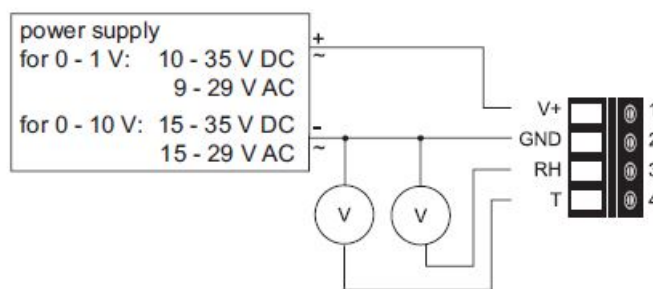 power supply
for 0 - 1 V: 10 - 35 V DC
9 - 29 V AC
for 0 - 10 V: 15 - 35 V DC
15 - 29 V AC
+
~
-
~
V+
GND
RH
T
1
2
3
4
V
V